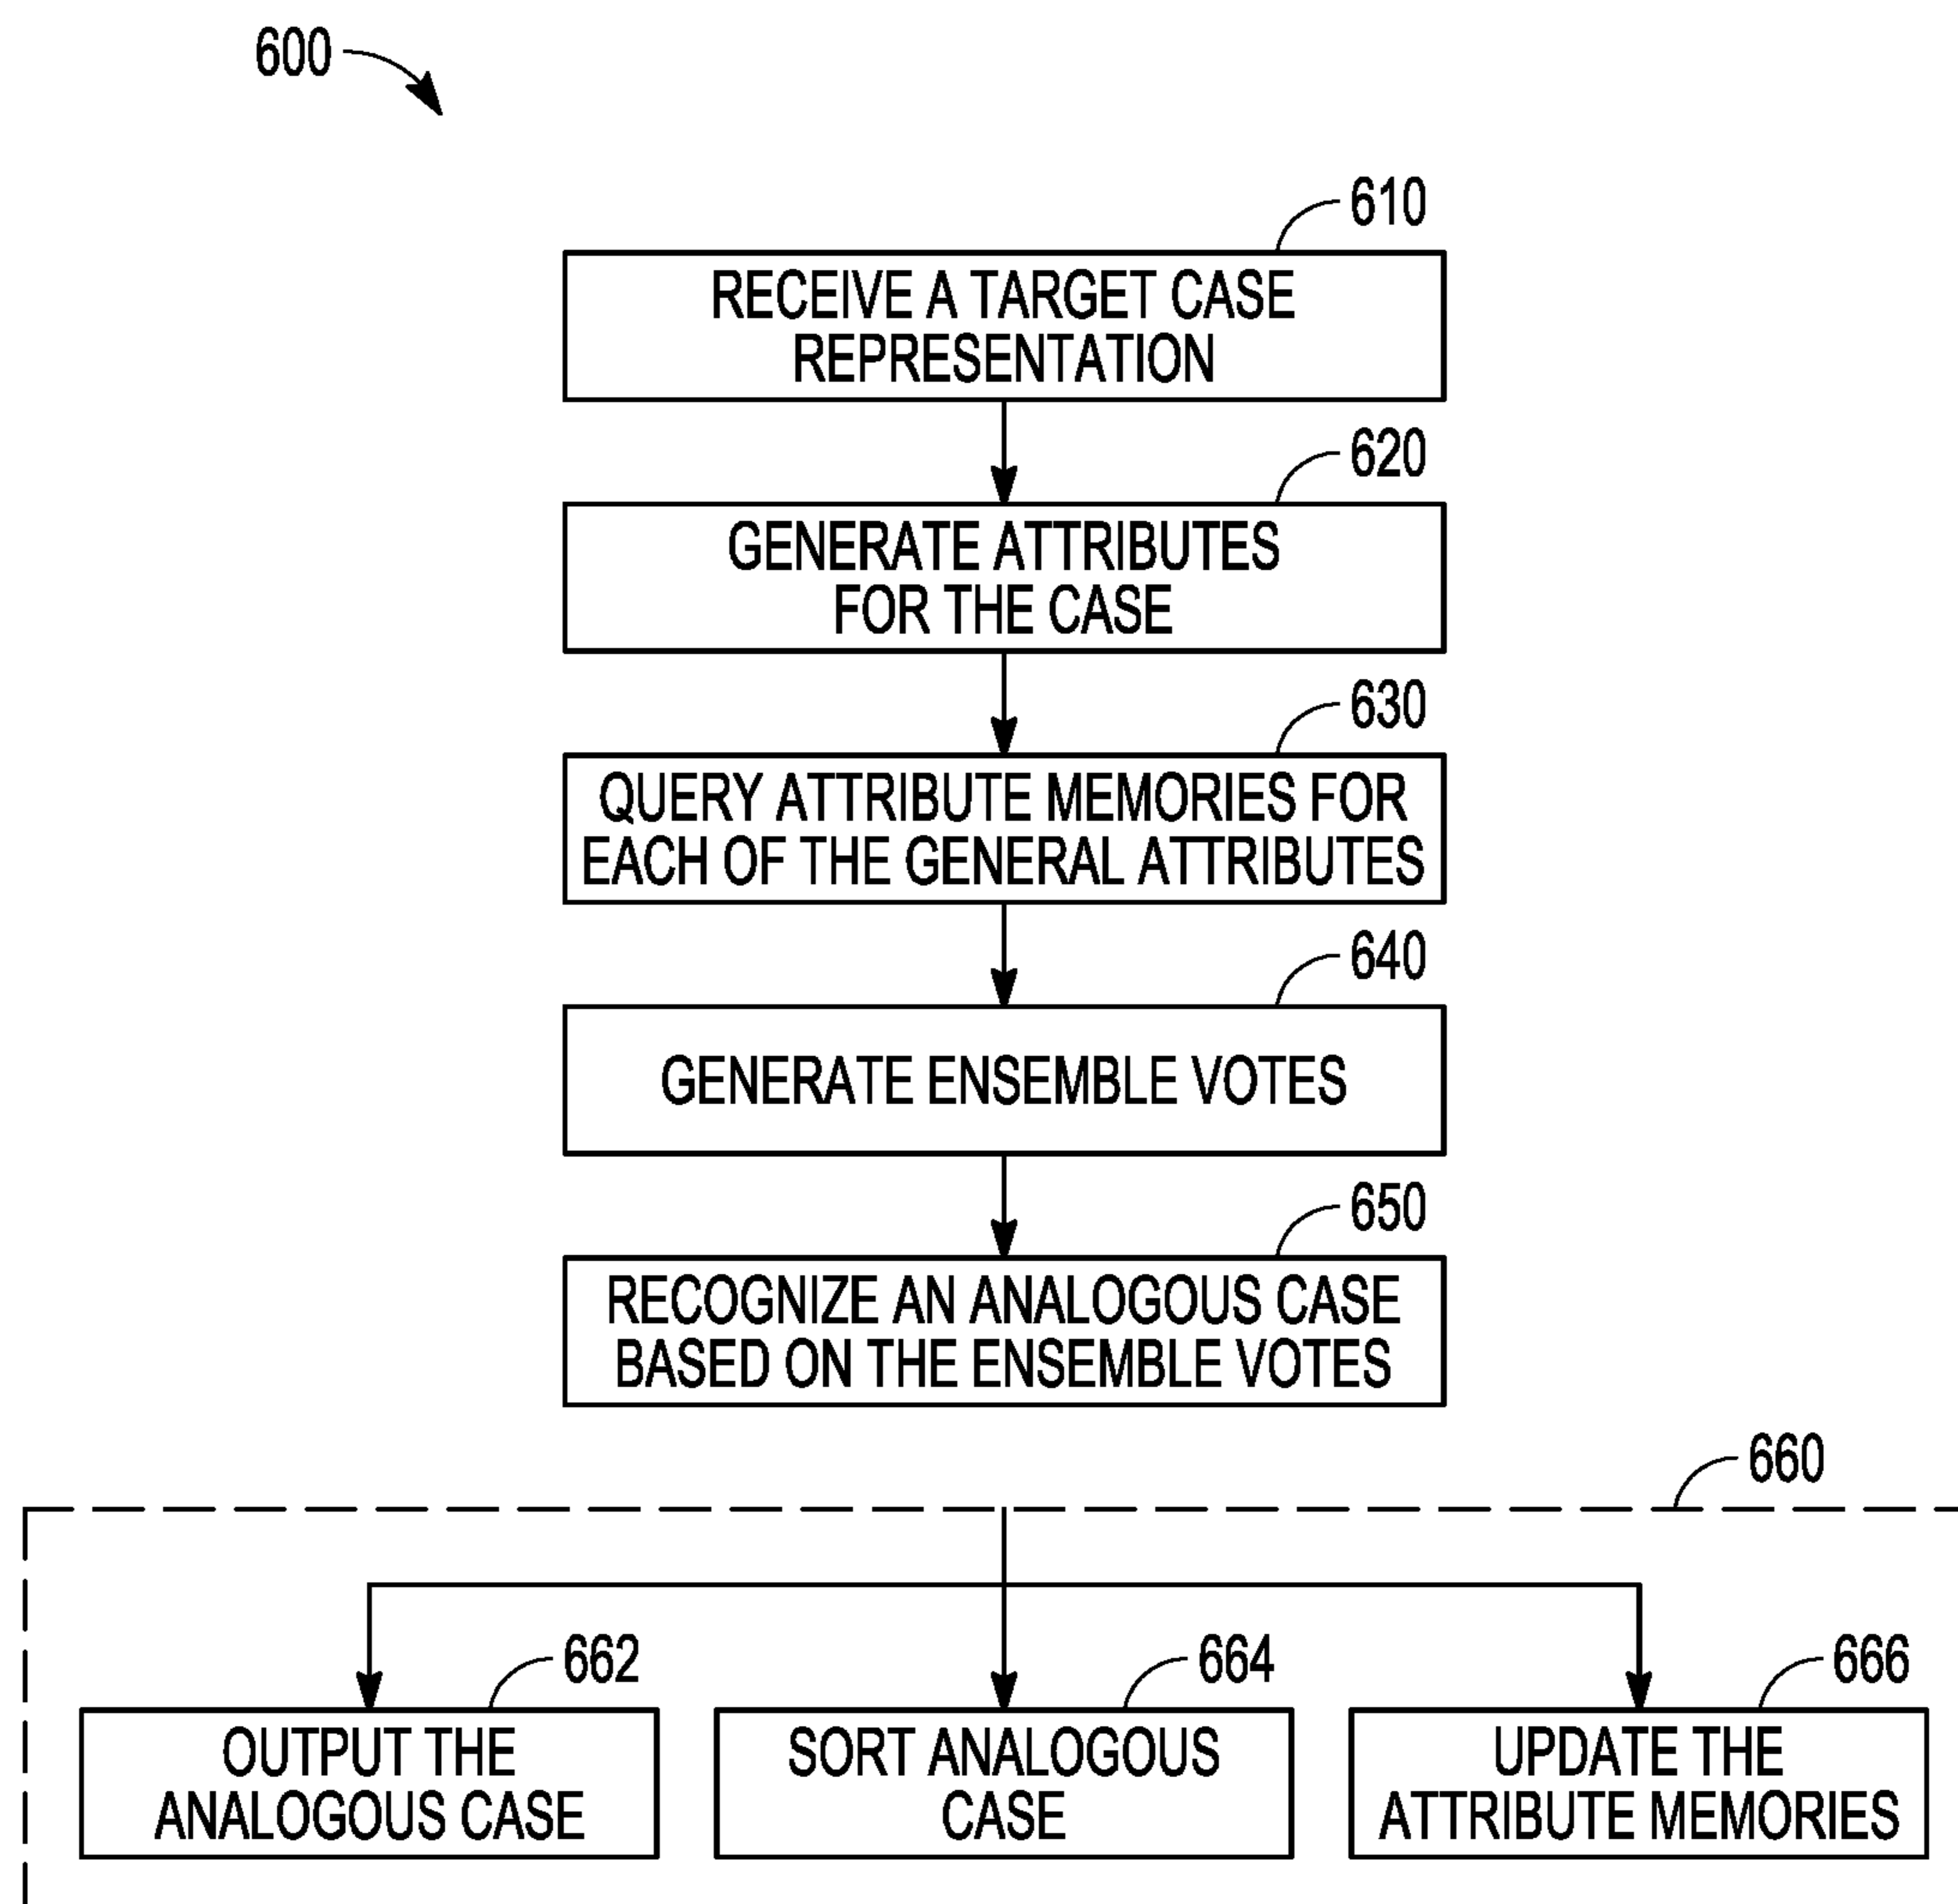 600
610
RECEIVE A TARGET CASE
REPRESENTATION
620
GENERATE ATTRIBUTES
FOR THE CASE
630
QUERY ATTRIBUTE MEMORIES FOR
EACH OF THE GENERAL ATTRIBUTES
640
GENERATE ENSEMBLE VOTES
650
RECOGNIZE AN ANALOGOUS CASE
BASED ON THE ENSEMBLE VOTES
660
662
OUTPUT THE
ANALOGOUS CASE
664
SORT ANALOGOUS
CASE
666
UPDATE THE
ATTRIBUTE MEMORIES